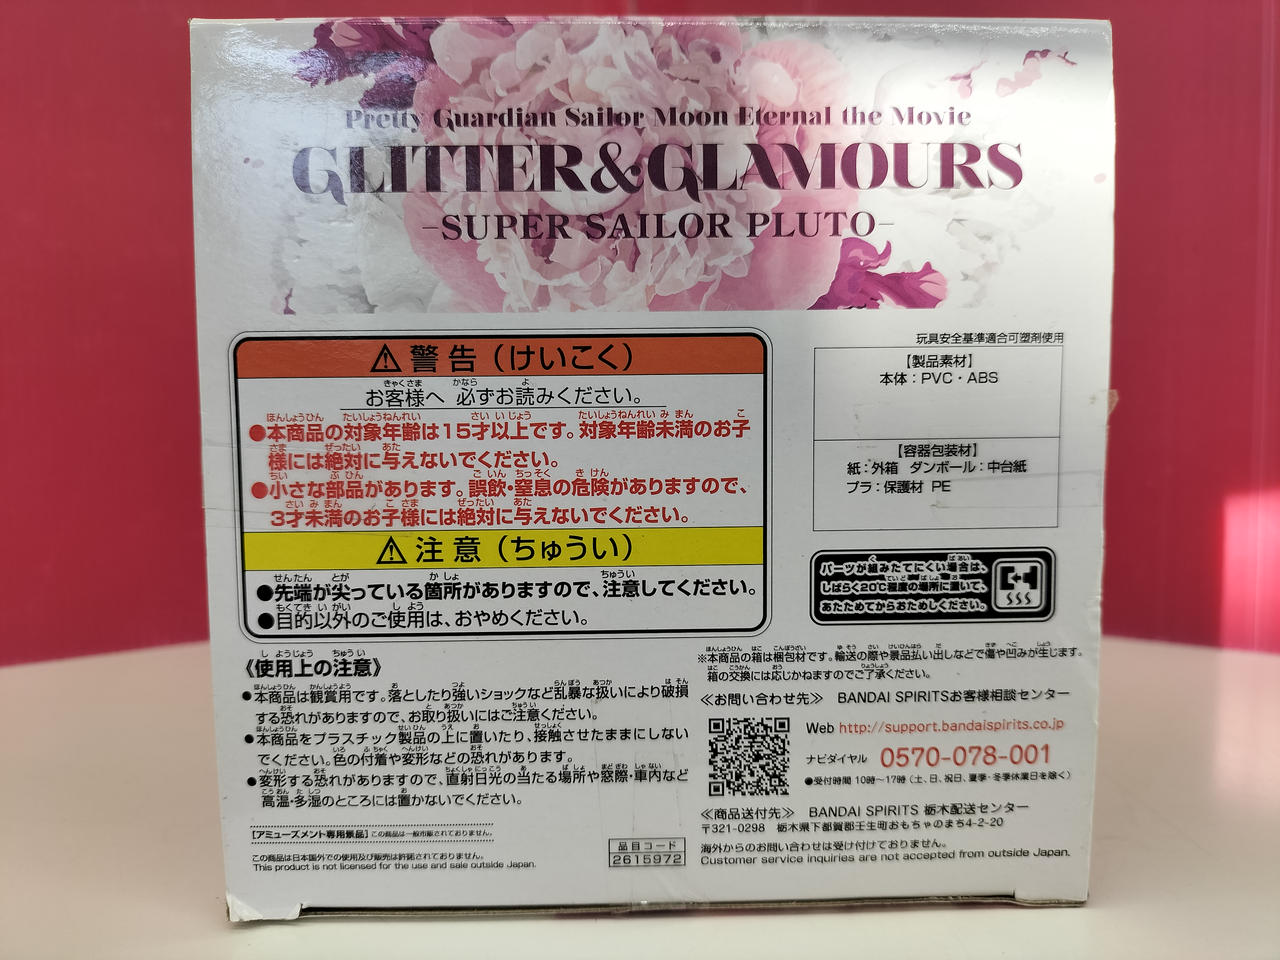 Pretty Guardian Sailor Moon Eternal the Movie
GLITTER&GLAMOURS
-SUPER SAILOR PLUTO-
⚠警告(けいこく)
お客様へ 必ずお読みください。
●本商品の対象年齢は15才以上です。対象年齢未満のお子
様には絶対に与えないでください。
●小さな部品があります。誤飲・窒息の危険がありますので、
3才未満のお子様には絶対に与えないでください。
⚠注意(ちゅうい)
●先端が尖っている箇所がありますので、注意してください。
●目的以外のご使用は、おやめください。
《使用上の注意》
●本商品は観賞用です。落としたり強いショックなど乱暴な扱いにより破損
する恐れがありますので、お取り扱いにはご注意ください。
●本商品をプラスチック製品の上に置いたり、接触させたままにしない
でください。色の付着や変形などの恐れがあります。
●変形する恐れがありますので、直射日光の当たる場所や窓際・車内など
高温・多湿のところには置かないでください。
【アミューズメント専用景品】この商品は一般市販されておりません。
この商品は日本国外での使用及び販売は許諾されておりません。
This product is not licensed for the use and sale outside Japan.
品目コード
2615972
玩具安全基準適合可塑剤使用
【製品素材】
本体:PVC・ABS
【容器包装材】
紙:外箱 ダンボール:中台紙
プラ:保護材 PE
パーツが組みたてにくい場合は、
しばらく20℃程度の場所に置いて、
あたためてからおためしください。
※本商品の箱は梱包材です。輸送の際や景品払い出しなどで傷や凹みが生じます。
箱の交換には応じかねますのでご了承ください。
≪お問い合わせ先≫ BANDAI SPIRITSお客様相談センター
Web http://support.bandaispirits.co.jp
ナビダイヤル 0570-078-001
●受付時間 10時～17時(土、日、祝日、夏季・冬季休業日を除く)
≪商品送付先≫ BANDAI SPIRITS 栃木配送センター
〒321-0298 栃木県下都賀郡壬生町おもちゃのまち4-2-20
海外からのお問い合わせは受け付けておりません。
Customer service inquiries are not accepted from outside Japan.